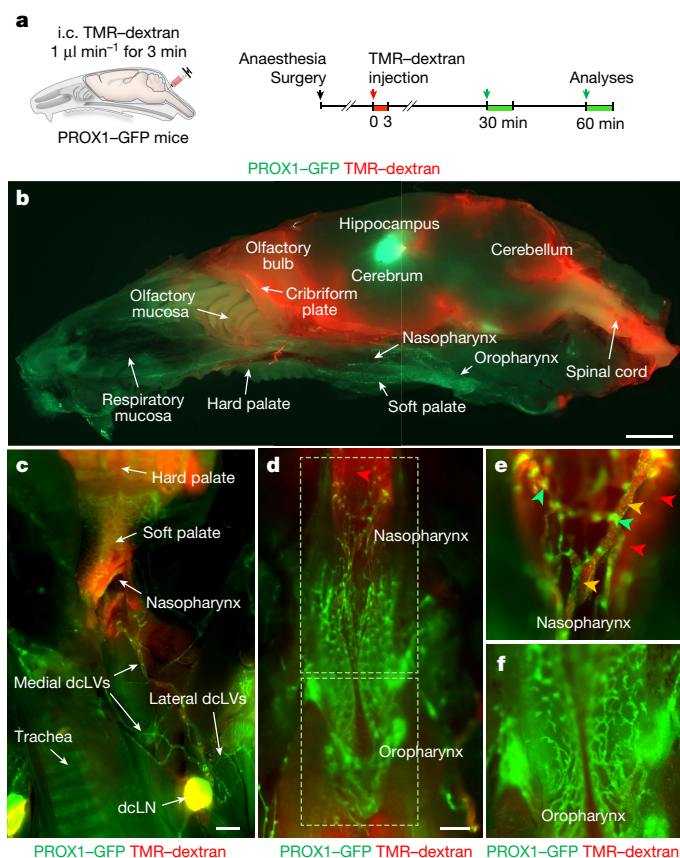 a
i.c. TMR–dextran
1 µl min⁻¹ for 3 min
PROX1–GFP mice
Anaesthesia
Surgery
TMR–dextran
injection
Analyses
0 3
30 min
60 min
PROX1–GFP TMR–dextran
b
Hippocampus
Olfactory
bulb
Cerebellum
Cerebrum
Cribriform
plate
Olfactory
mucosa
Nasopharynx
Oropharynx
Spinal cord
Respiratory
mucosa
Hard palate
Soft palate
c
Hard palate
Soft palate
Nasopharynx
Medial dcLVs
Lateral dcLVs
Trachea
dcLN
PROX1–GFP TMR–dextran
d
Nasopharynx
Oropharynx
PROX1–GFP TMR–dextran
e
Nasopharynx
f
Oropharynx
PROX1–GFP TMR–dextran